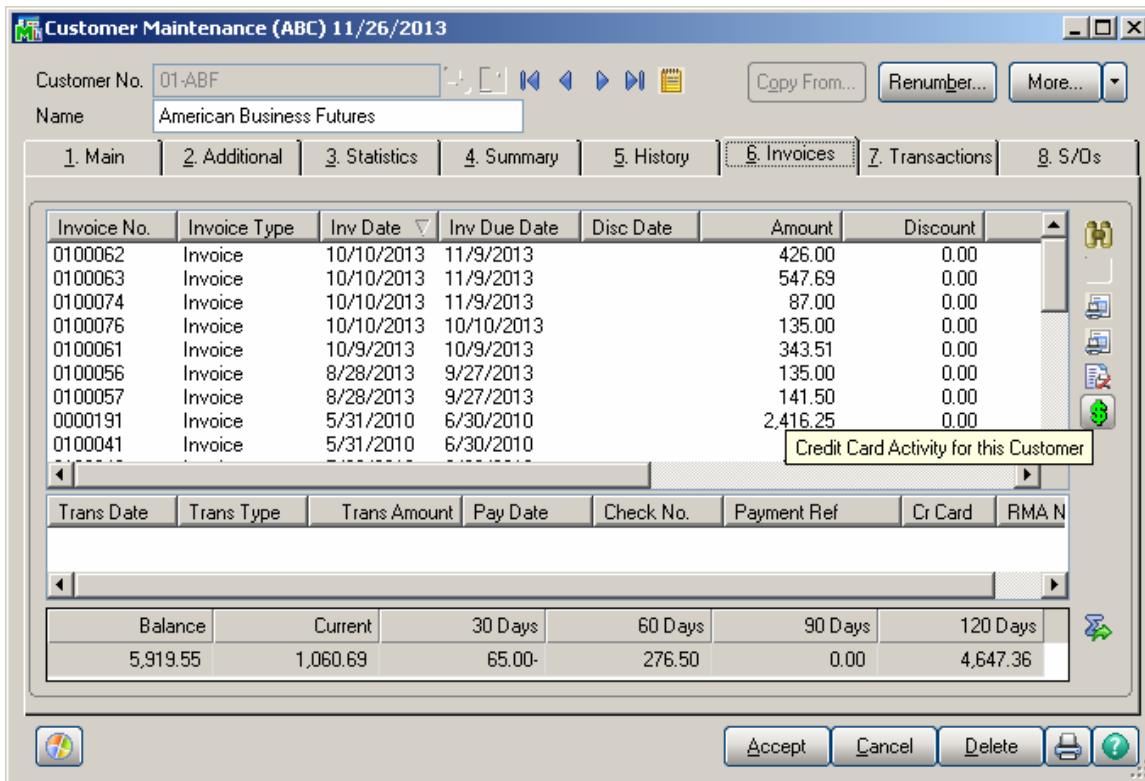 Customer Maintenance (ABC) 11/26/2013
Customer No. 01-ABF Copy From... Renumber... More...
Name American Business Futures
1. Main 2. Additional 3. Statistics 4. Summary 5. History 6. Invoices 7. Transactions 8. S/Os
Invoice No. Invoice Type Inv Date Inv Due Date Disc Date Amount Discount
0100062 Invoice 10/10/2013 11/9/2013 426.00 0.00
0100063 Invoice 10/10/2013 11/9/2013 547.69 0.00
0100074 Invoice 10/10/2013 11/9/2013 87.00 0.00
0100076 Invoice 10/10/2013 10/10/2013 135.00 0.00
0100061 Invoice 10/9/2013 10/9/2013 343.51 0.00
0100056 Invoice 8/28/2013 9/27/2013 135.00 0.00
0100057 Invoice 8/28/2013 9/27/2013 141.50 0.00
0000191 Invoice 5/31/2010 6/30/2010 2,416.25 0.00
0100041 Invoice 5/31/2010 6/30/2010
Credit Card Activity for this Customer
Trans Date Trans Type Trans Amount Pay Date Check No. Payment Ref Cr Card RMA N
Balance Current 30 Days 60 Days 90 Days 120 Days
5,919.55 1,060.69 65.00- 276.50 0.00 4,647.36
Accept Cancel Delete